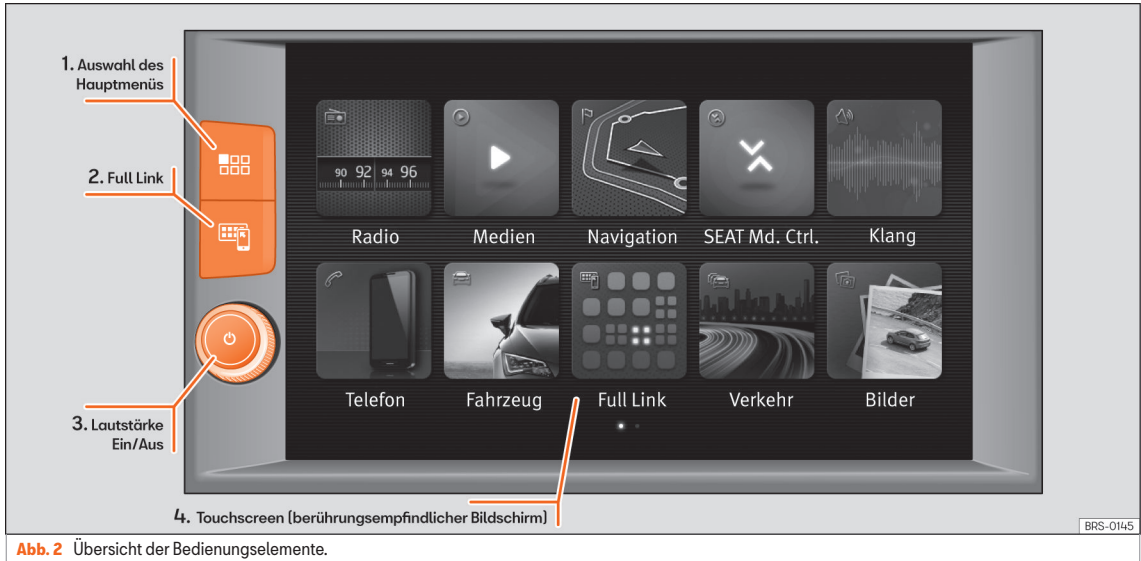 1. Auswahl des
Hauptmenüs
2. Full Link
3. Lautstärke
Ein/Aus
90 92 94 96
Radio
Medien
Navigation
SEAT Md. Ctrl.
Klang
Telefon
Fahrzeug
Full Link
Verkehr
Bilder
4. Touchscreen (berührungsempfindlicher Bildschirm)
BRS-0145
Abb. 2 Übersicht der Bedienungselemente.